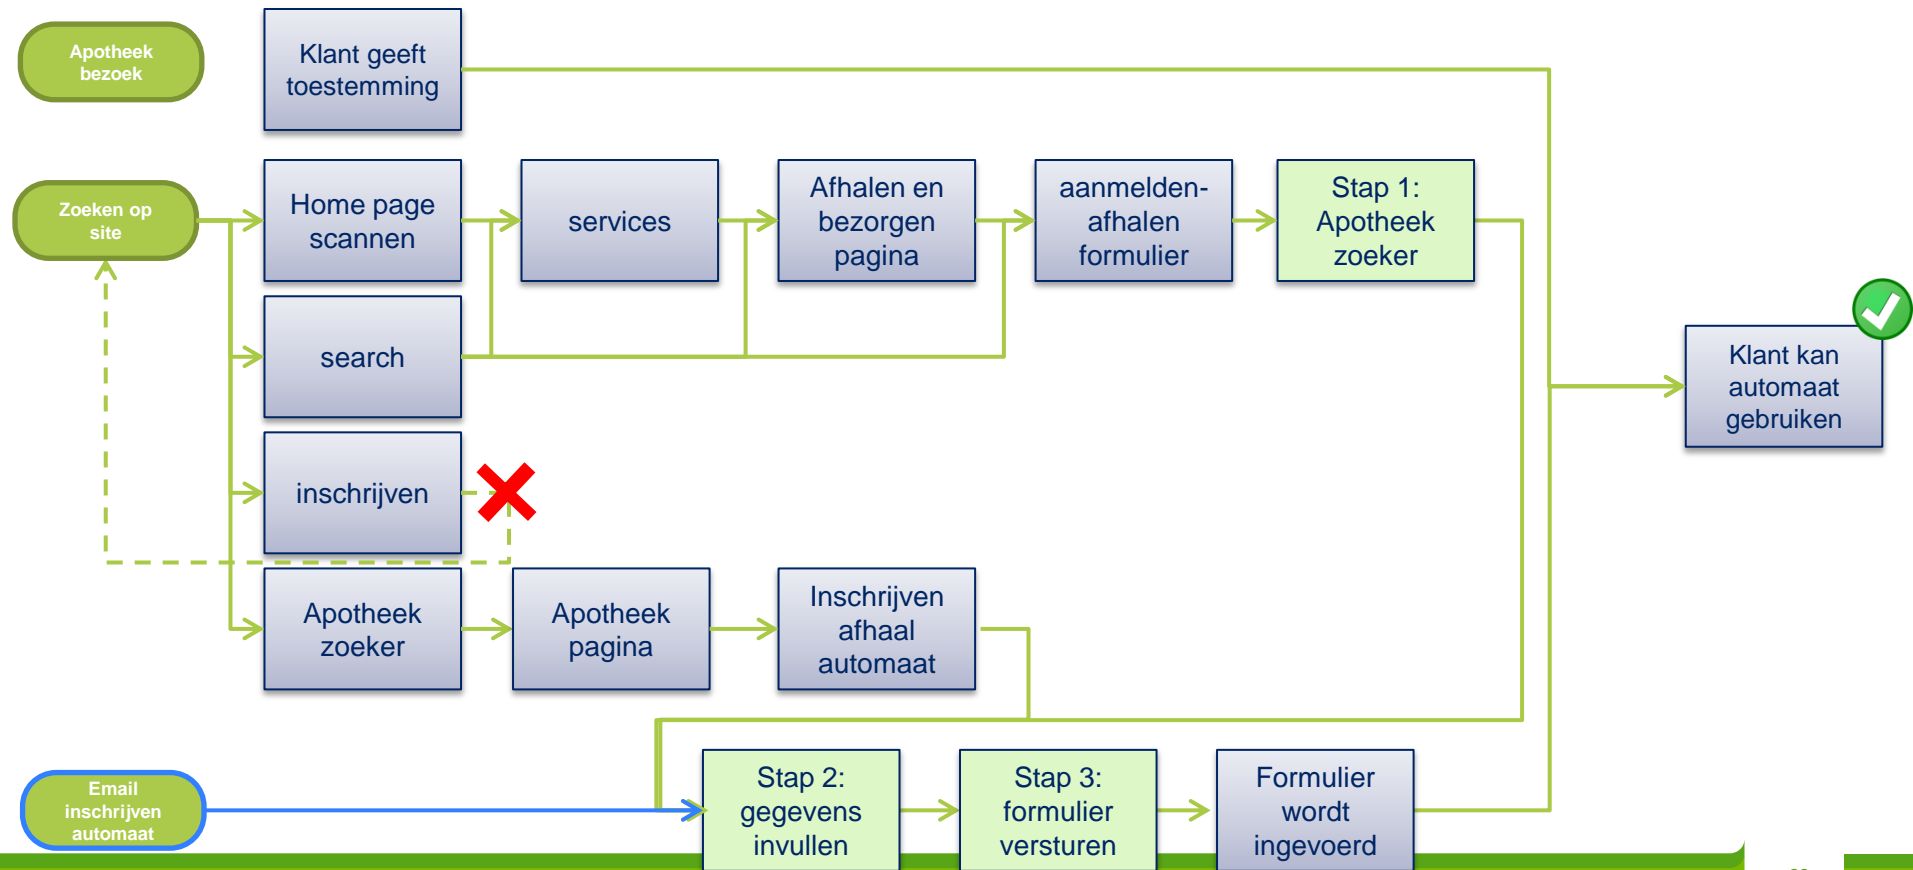 Apotheek
bezoek
Klant geeft
toestemming
Zoeken op
site
Home page
scannen
services
Afhalen en
bezorgen
pagina
aanmelden-
afhalen
formulier
Stap 1:
Apotheek
zoeker
search
Klant kan
automaat
gebruiken
inschrijven
Apotheek
zoeker
Apotheek
pagina
Inschrijven
afhaal
automaat
Email
inschrijven
automaat
Stap 2:
gegevens
invullen
Stap 3:
formulier
versturen
Formulier
wordt
ingevoerd